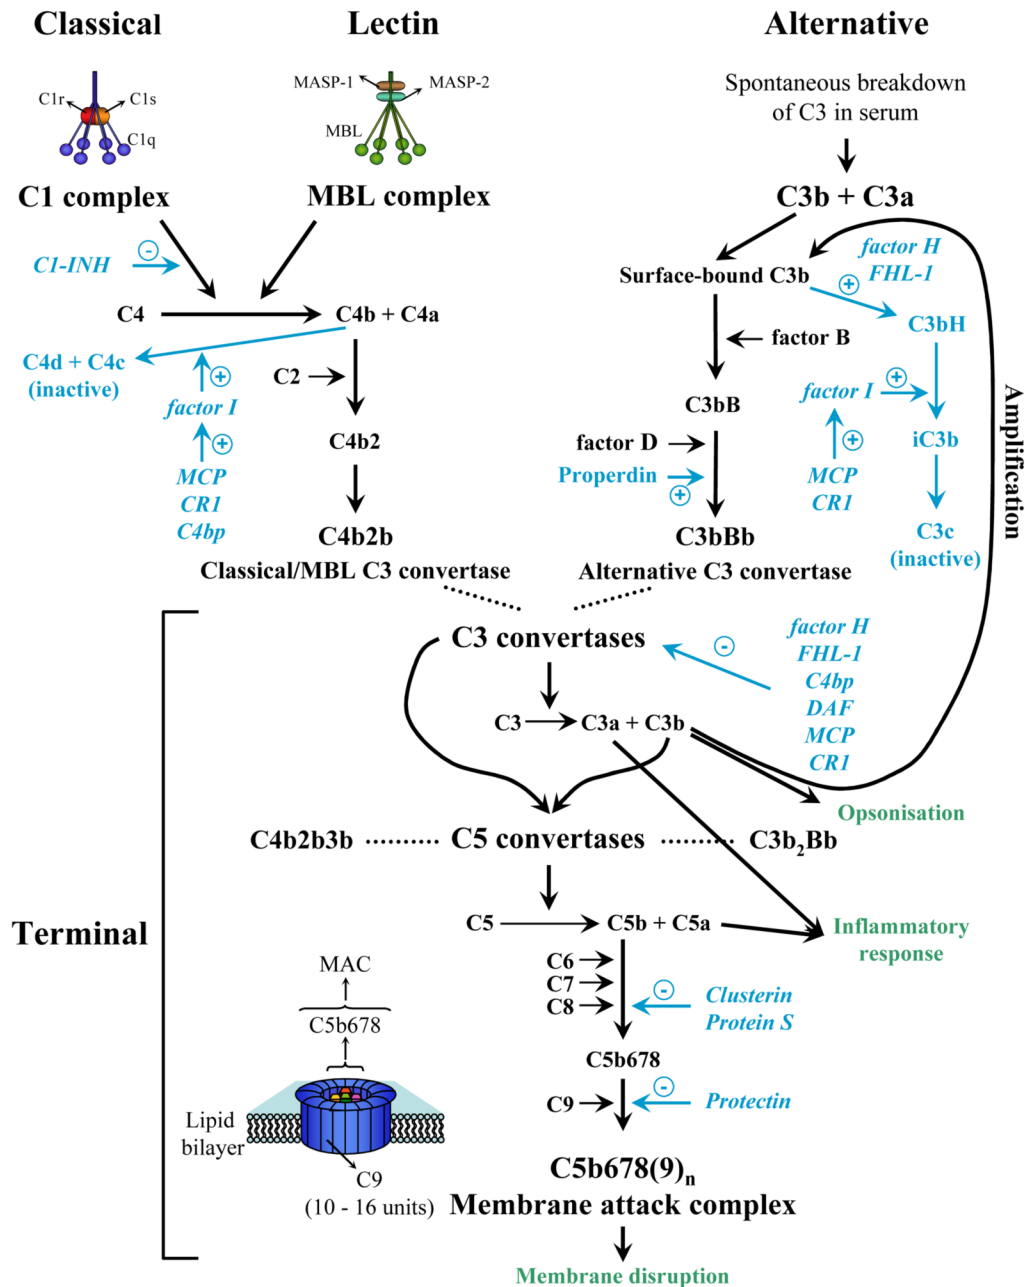 Classical
Lectin
Alternative
C1r
C1s
C1q
MASP-1
MASP-2
MBL
Spontaneous breakdown
of C3 in serum
C1 complex
MBL complex
C3b + C3a
C1-INH
-
factor H
FHL-1
+
Surface-bound C3b
C4
C4b + C4a
C3bH
factor B
C4d + C4c
(inactive)
+
C2
factor I
+
MCP
CR1
C4bp
C4b2
C3bB
factor I
+
iC3b
factor D
Properdin
+
+
MCP
CR1
Amplification
C4b2b
C3bBb
C3c
(inactive)
Classical/MBL C3 convertase
Alternative C3 convertase
C3 convertases
-
factor H
FHL-1
C4bp
DAF
MCP
CR1
C3
C3a + C3b
Opsonisation
C4b2b3b
C5 convertases
C3b2Bb
Terminal
C5
C5b + C5a
Inflammatory
response
C6
C7
C8
-
Clusterin
Protein S
MAC
C5b678
C5b678
C9
-
Protectin
Lipid
bilayer
C9
(10 - 16 units)
C5b678(9)n
Membrane attack complex
Membrane disruption